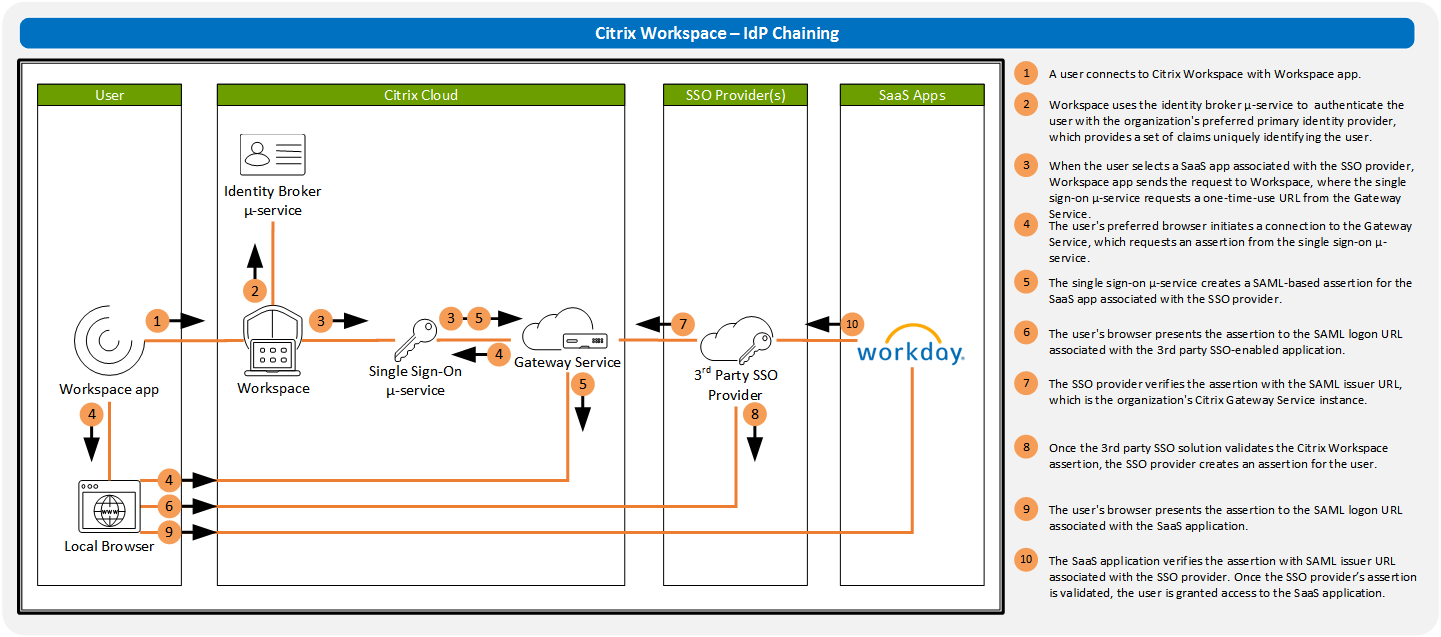 Citrix Workspace – IdP Chaining
User
Citrix Cloud
SSO Provider(s)
SaaS Apps
Identity Broker
μ-service
2
1
3
3
5
4
7
10
Workspace app
Workspace
Single Sign-On
μ-service
Gateway Service
5
3rd Party SSO
Provider
8
workday.
4
4
6
9
www
Local Browser
1 A user connects to Citrix Workspace with Workspace app.
2 Workspace uses the identity broker μ-service to authenticate the
user with the organization's preferred primary identity provider,
which provides a set of claims uniquely identifying the user.
3 When the user selects a SaaS app associated with the SSO provider,
Workspace app sends the request to Workspace, where the single
sign-on μ-service requests a one-time-use URL from the Gateway
Service.
4 The user's preferred browser initiates a connection to the Gateway
Service, which requests an assertion from the single sign-on μ-
service.
5 The single sign-on μ-service creates a SAML-based assertion for the
SaaS app associated with the SSO provider.
6 The user's browser presents the assertion to the SAML logon URL
associated with the 3rd party SSO-enabled application.
7 The SSO provider verifies the assertion with the SAML issuer URL,
which is the organization's Citrix Gateway Service instance.
8 Once the 3rd party SSO solution validates the Citrix Workspace
assertion, the SSO provider creates an assertion for the user.
9 The user's browser presents the assertion to the SAML logon URL
associated with the SaaS application.
10 The SaaS application verifies the assertion with SAML issuer URL
associated with the SSO provider. Once the SSO provider’s assertion
is validated, the user is granted access to the SaaS application.